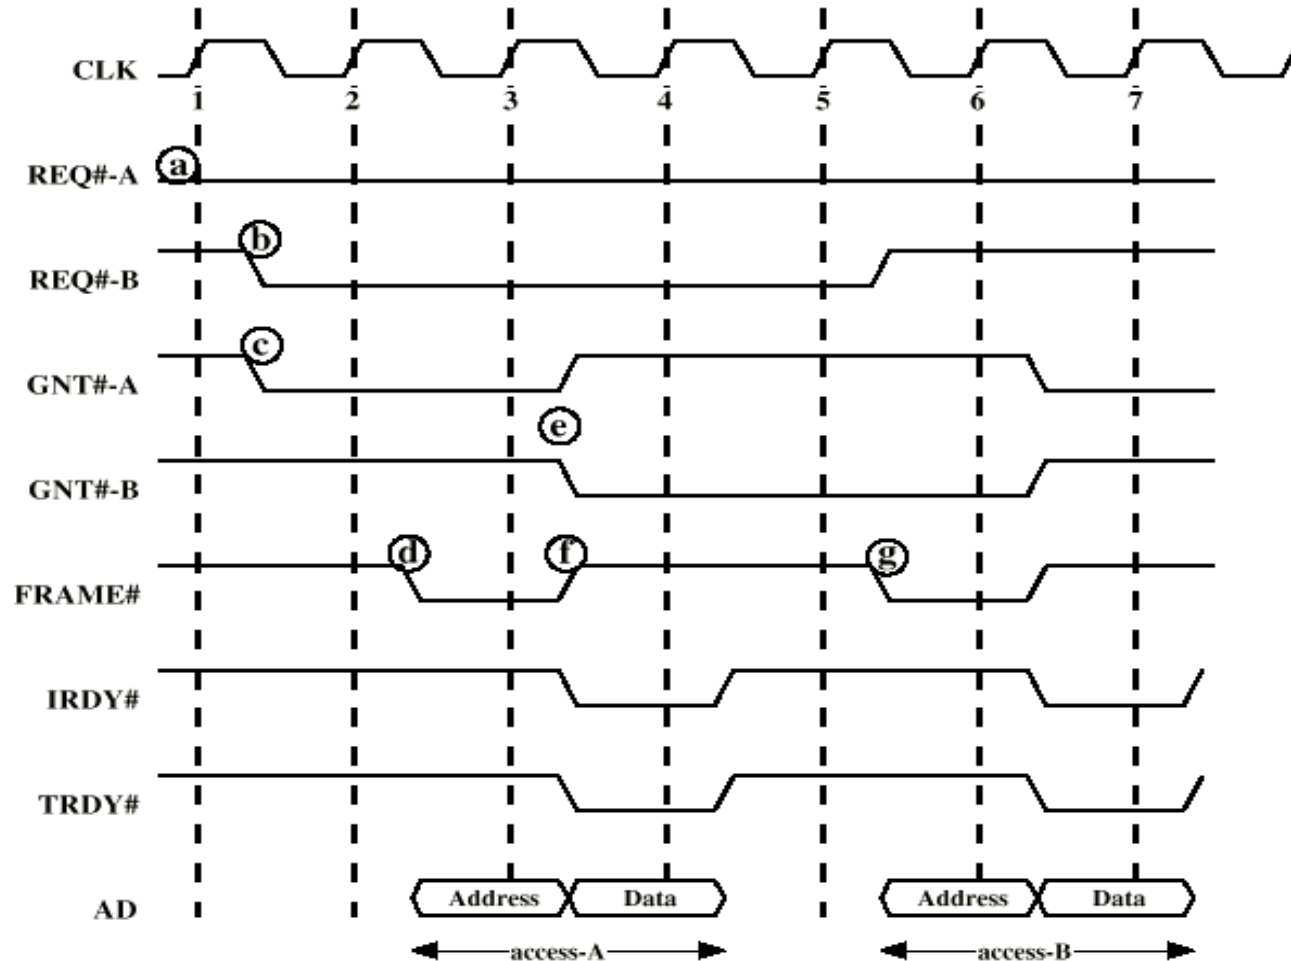 CLK
1 2 3 4 5 6 7
a
REQ#-A
b
REQ#-B
c
GNT#-A
e
GNT#-B
d f g
FRAME#
IRDY#
TRDY#
Address Data Address Data
AD
access-A access-B